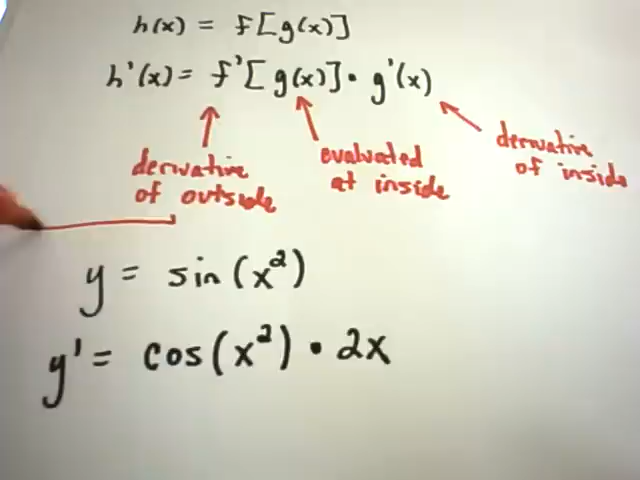 h(x) = f[g(x)]
h'(x) = f'[g(x)] · g'(x)
derivative
of outside
evaluated
at inside
derivative
of inside
y = sin(x²)
y' = cos(x²) · 2x